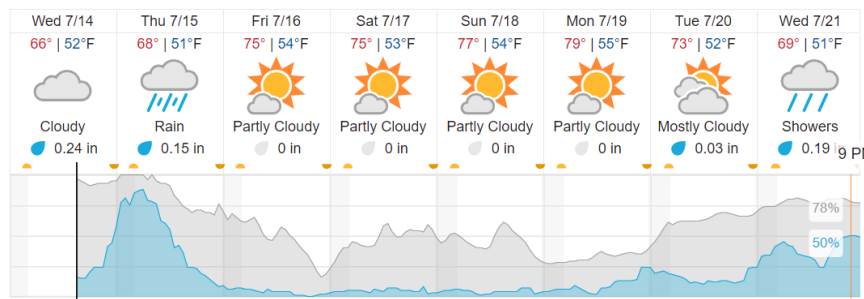 Wed 7/14 Thu 7/15 Fri 7/16 Sat 7/17 Sun 7/18 Mon 7/19 Tue 7/20 Wed 7/21
66° | 52°F 68° | 51°F 75° | 54°F 75° | 53°F 77° | 54°F 79° | 55°F 73° | 52°F 69° | 51°F
Cloudy Rain Partly Cloudy Partly Cloudy Partly Cloudy Partly Cloudy Mostly Cloudy Showers
0.24 in 0.15 in 0 in 0 in 0 in 0 in 0.03 in 0.19 in
9 P
78%
50%